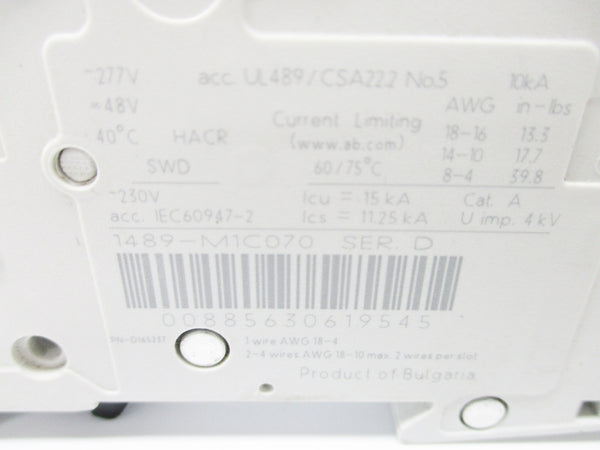 ~277V acc. UL489/CSA22.2 No.5 10kA
⎓48V Current Limiting AWG in-lbs
40°C HACR (www.ab.com) 18-16 13.3
14-10 17.7
SWD 60/75°C 8-4 39.8
~230V Icu = 15 kA Cat. A
acc. IEC60947-2 Ics = 11.25 kA U imp. 4 kV
1489-M1C070 SER. D
00885630619545
PN-D165237 1 wire AWG 18-4
2-4 wires AWG 18-10 max. 2 wires per slot
Product of Bulgaria